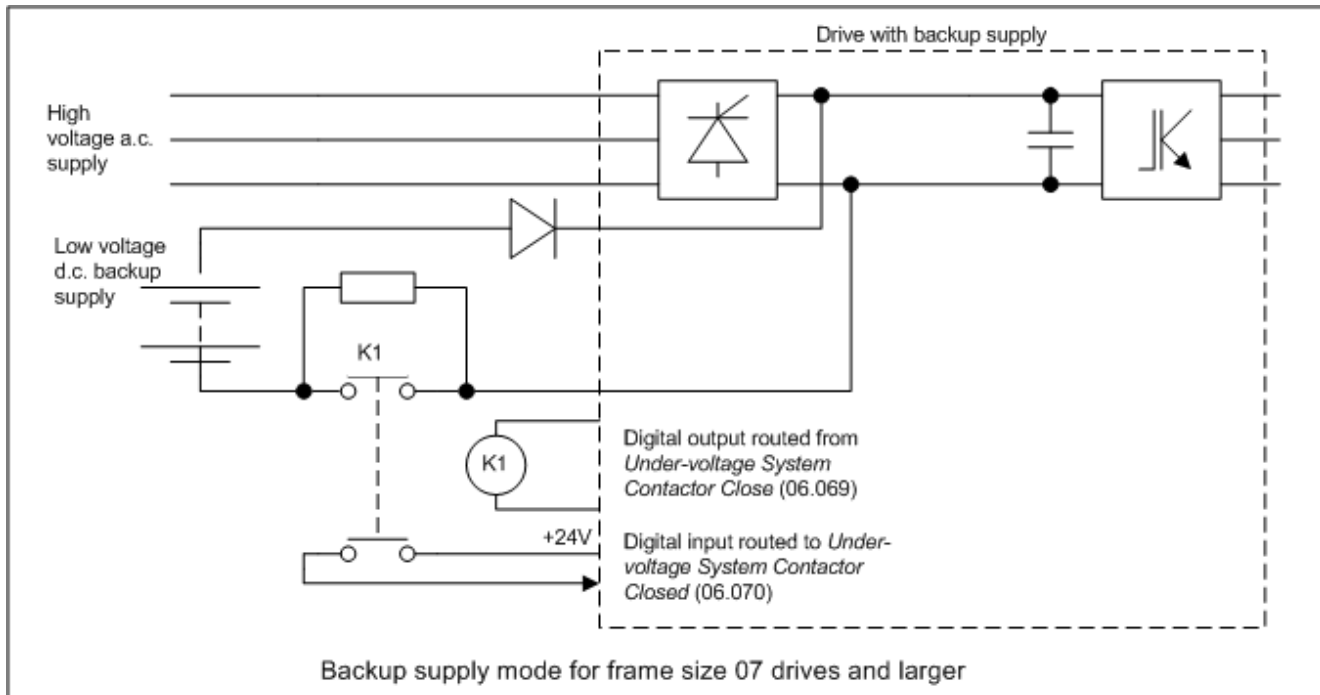 Drive with backup supply
High
voltage a.c.
supply
Low voltage
d.c. backup
supply
K1
K1
Digital output routed from
Under-voltage System
Contactor Close (06.069)
+24V
Digital input routed to Under-
voltage System Contactor
Closed (06.070)
Backup supply mode for frame size 07 drives and larger